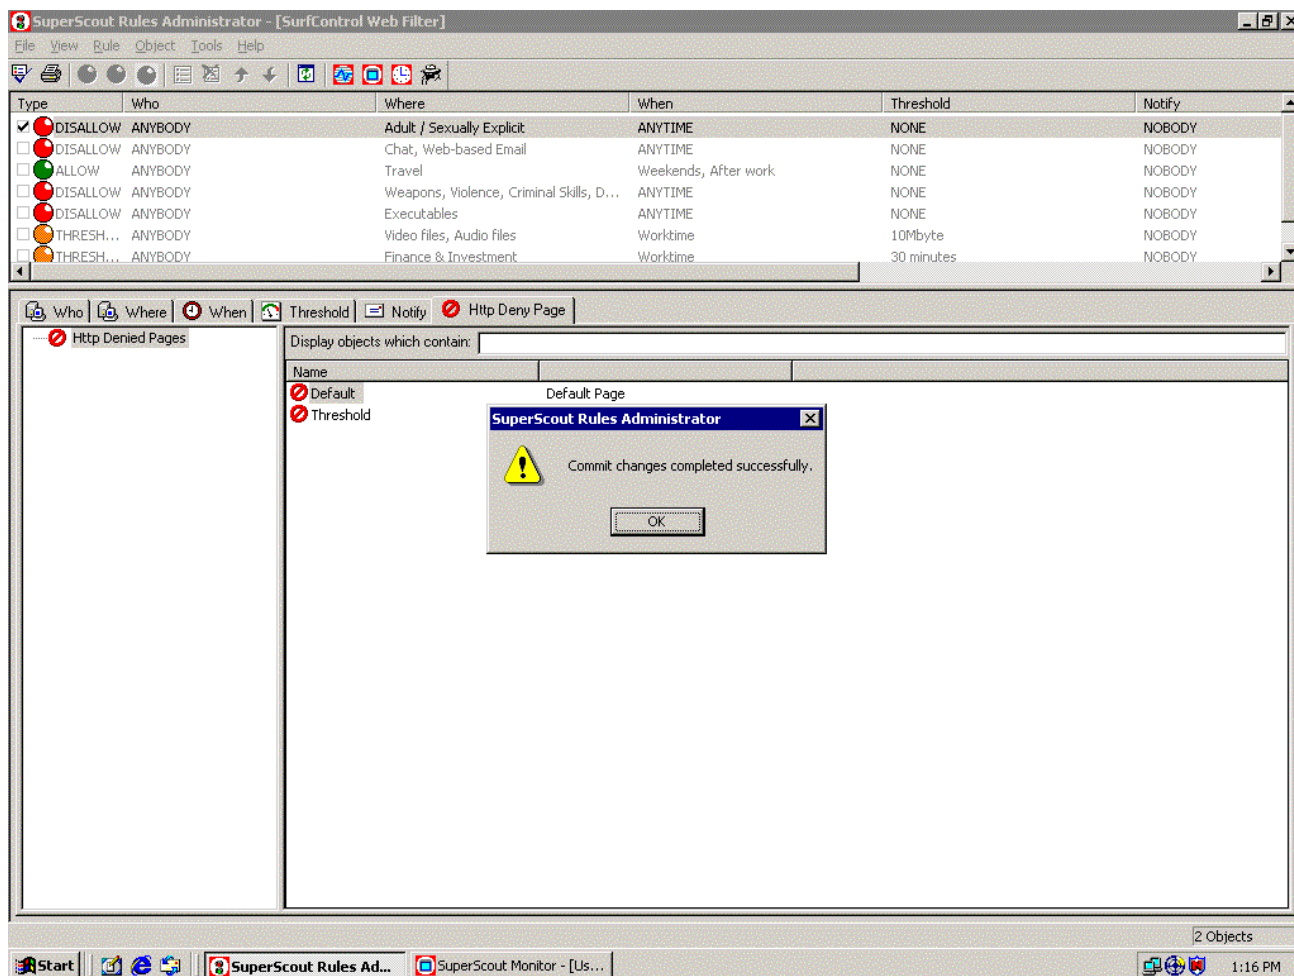 SuperScout Rules Administrator - [SurfControl Web Filter]
File View Rule Object Tools Help
Type Who Where When Threshold Notify
DISALLOW ANYBODY Adult / Sexually Explicit ANYTIME NONE NOBODY
DISALLOW ANYBODY Chat, Web-based Email ANYTIME NONE NOBODY
ALLOW ANYBODY Travel Weekends, After work NONE NOBODY
DISALLOW ANYBODY Weapons, Violence, Criminal Skills, D... ANYTIME NONE NOBODY
DISALLOW ANYBODY Executables ANYTIME NONE NOBODY
THRESH... ANYBODY Video files, Audio files Worktime 10Mbyte NOBODY
THRESH... ANYBODY Finance & Investment Worktime 30 minutes NOBODY
Who Where When Threshold Notify Http Deny Page
Http Denied Pages
Display objects which contain:
Name
Default Default Page
Threshold
SuperScout Rules Administrator
Commit changes completed successfully.
OK
2 Objects
Start SuperScout Rules Ad... SuperScout Monitor - [Us... 1:16 PM